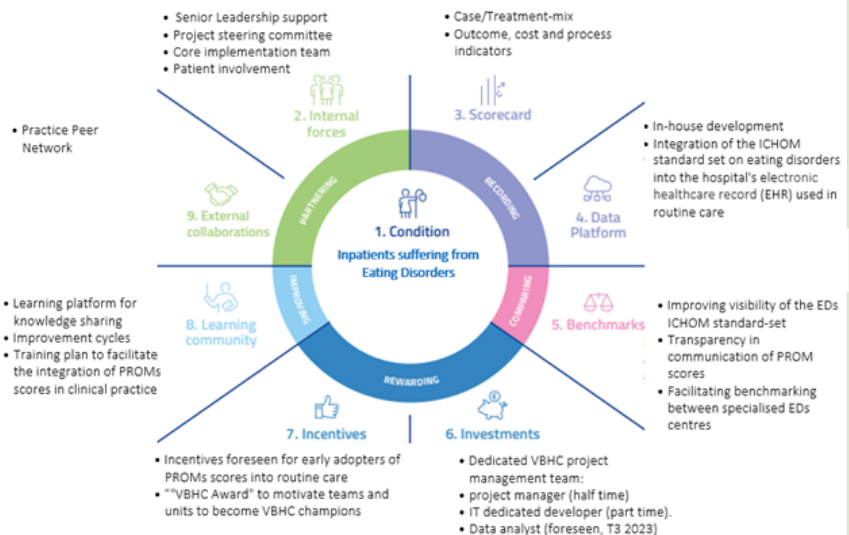 • Senior Leadership support
• Project steering committee
• Core implementation team
• Patient involvement
• Case/Treatment-mix
• Outcome, cost and process
indicators
2. Internal
forces
3. Scorecard
• Practice Peer
Network
• In-house development
• Integration of the ICHOM
standard set on eating disorders
into the hospital's electronic
healthcare record (EHR) used in
routine care
PARTNERING
RECORDING
9. External
collaborations
1. Condition
Inpatients suffering from
Eating Disorders
4. Data
Platform
IMPROVING
COMPARING
• Learning platform for
knowledge sharing
• Improvement cycles
• Training plan to facilitate
the integration of PROMs
scores in clinical practice
8. Learning
community
5. Benchmarks
• Improving visibility of the EDs
ICHOM standard-set
• Transparency in
communication of PROM
scores
• Facilitating benchmarking
between specialised EDs
centres
REWARDING
€
7. Incentives
6. Investments
• Incentives foreseen for early adopters of
PROMs scores into routine care
• ""VBHC Award" to motivate teams and
units to become VBHC champions
• Dedicated VBHC project
management team:
• project manager (half time)
• IT dedicated developer (part time).
• Data analyst (foreseen, T3 2023)